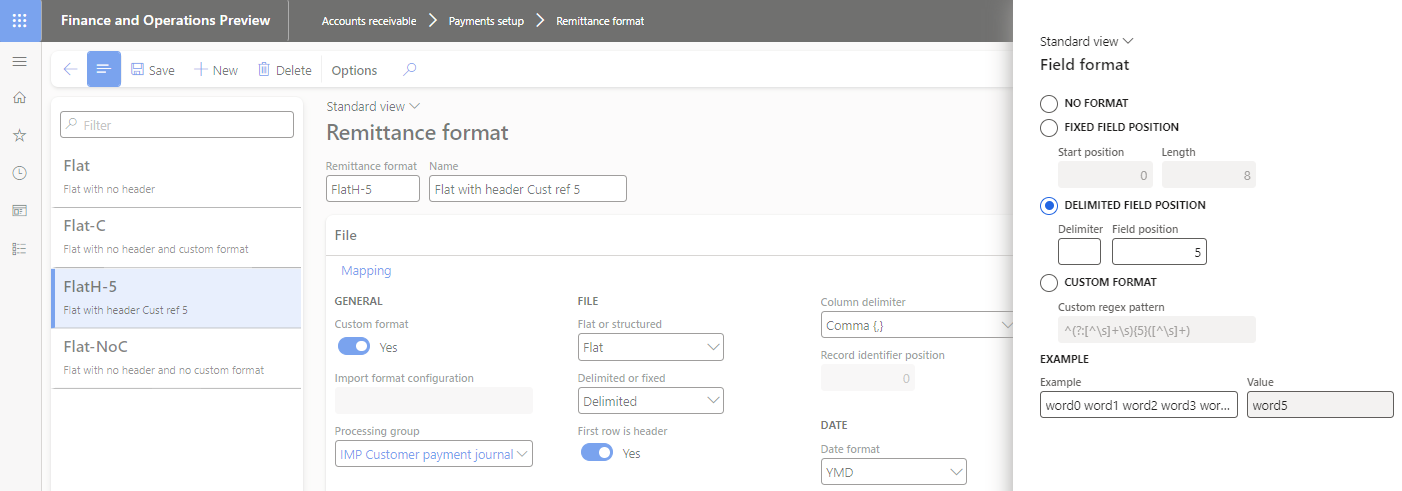 Finance and Operations Preview
Accounts receivable
Payments setup
Remittance format
Save
New
Delete
Options
Filter
Flat
Flat with no header
Flat-C
Flat with no header and custom format
FlatH-5
Flat with header Cust ref 5
Flat-NoC
Flat with no header and no custom format
Standard view
Remittance format
Remittance format
Name
FlatH-5
Flat with header Cust ref 5
File
Mapping
GENERAL
Custom format
Yes
Import format configuration
Processing group
IMP Customer payment journal
FILE
Flat or structured
Flat
Delimited or fixed
Delimited
First row is header
Yes
Column delimiter
Comma {,}
Record identifier position
0
DATE
Date format
YMD
Standard view
Field format
NO FORMAT
FIXED FIELD POSITION
Start position
Length
0
8
DELIMITED FIELD POSITION
Delimiter
Field position
5
CUSTOM FORMAT
Custom regex pattern
^(?:[^\s]+\s){5}([^\s]+)
EXAMPLE
Example
Value
word0 word1 word2 word3 wor...
word5